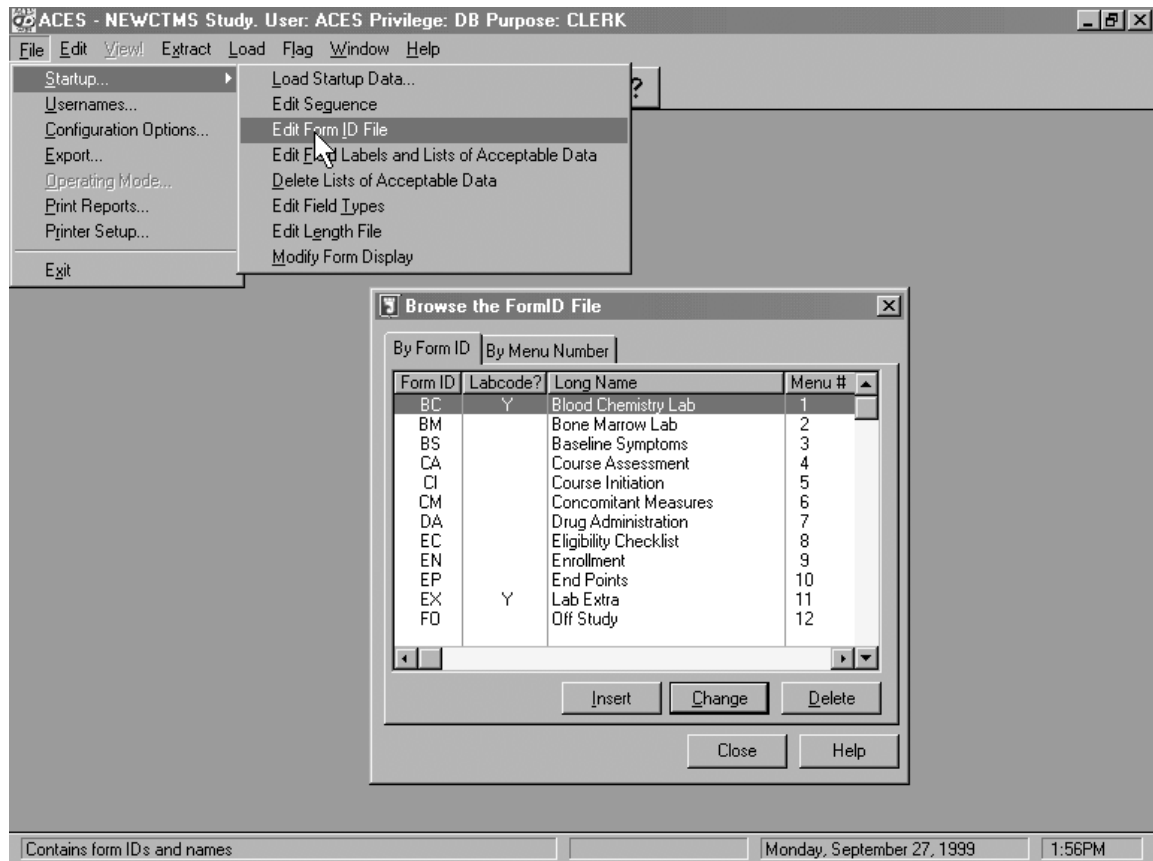 ACES - NEWCTMS Study. User: ACES Privilege: DB Purpose: CLERK
File Edit View! Extract Load Flag Window Help
Startup...
Usernames...
Configuration Options...
Export...
Operating Mode...
Print Reports...
Printer Setup...
Exit
Load Startup Data...
Edit Sequence
Edit Form ID File
Edit Field Labels and Lists of Acceptable Data
Delete Lists of Acceptable Data
Edit Field Types
Edit Length File
Modify Form Display
?
Browse the FormID File
By Form ID By Menu Number
Form ID Labcode? Long Name Menu #
BC Y Blood Chemistry Lab 1
BM Bone Marrow Lab 2
BS Baseline Symptoms 3
CA Course Assessment 4
CI Course Initiation 5
CM Concomitant Measures 6
DA Drug Administration 7
EC Eligibility Checklist 8
EN Enrollment 9
EP End Points 10
EX Y Lab Extra 11
FO Off Study 12
Insert Change Delete
Close Help
Contains form IDs and names Monday, September 27, 1999 1:56PM